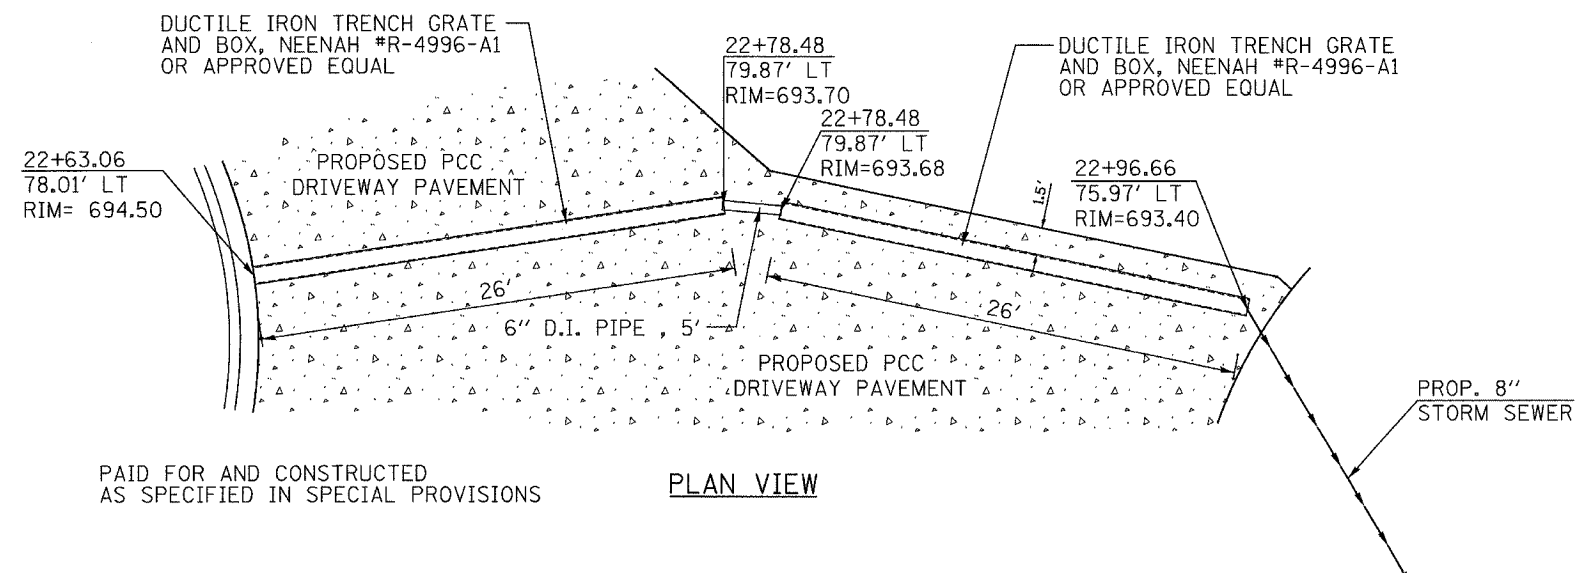 DUCTILE IRON TRENCH GRATE
AND BOX, NEENAH #R-4996-A1
OR APPROVED EQUAL
22+78.48
79.87' LT
RIM=693.70
DUCTILE IRON TRENCH GRATE
AND BOX, NEENAH #R-4996-A1
OR APPROVED EQUAL
22+78.48
79.87' LT
RIM=693.68
22+63.06
78.01' LT
RIM= 694.50
PROPOSED PCC
DRIVEWAY PAVEMENT
1.5'
22+96.66
75.97' LT
RIM=693.40
26'
6" D.I. PIPE , 5'
26'
PROPOSED PCC
DRIVEWAY PAVEMENT
PROP. 8"
STORM SEWER
PAID FOR AND CONSTRUCTED
AS SPECIFIED IN SPECIAL PROVISIONS
PLAN VIEW